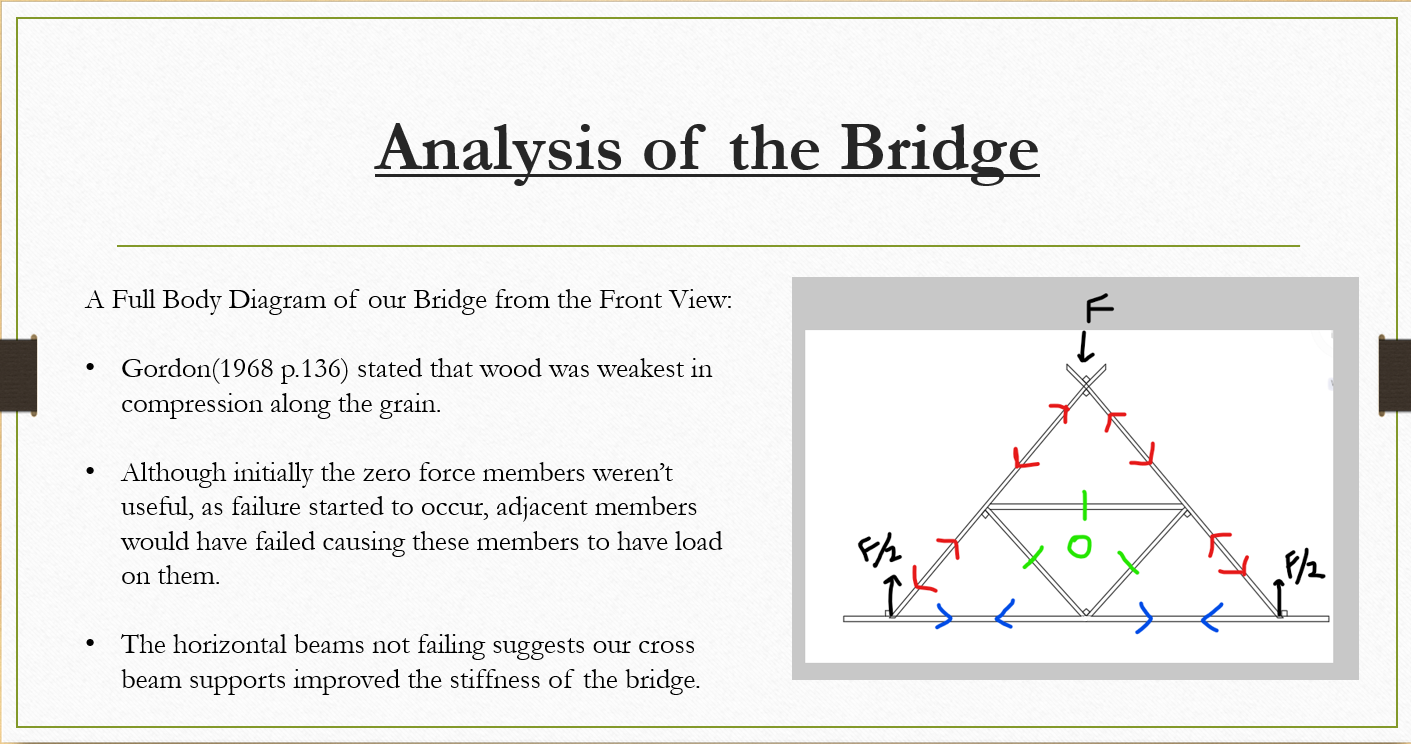 Analysis of the Bridge
A Full Body Diagram of our Bridge from the Front View:
• Gordon(1968 p.136) stated that wood was weakest in
compression along the grain.
• Although initially the zero force members weren’t
useful, as failure started to occur, adjacent members
would have failed causing these members to have load
on them.
• The horizontal beams not failing suggests our cross
beam supports improved the stiffness of the bridge.
F
F/2
O
F/2